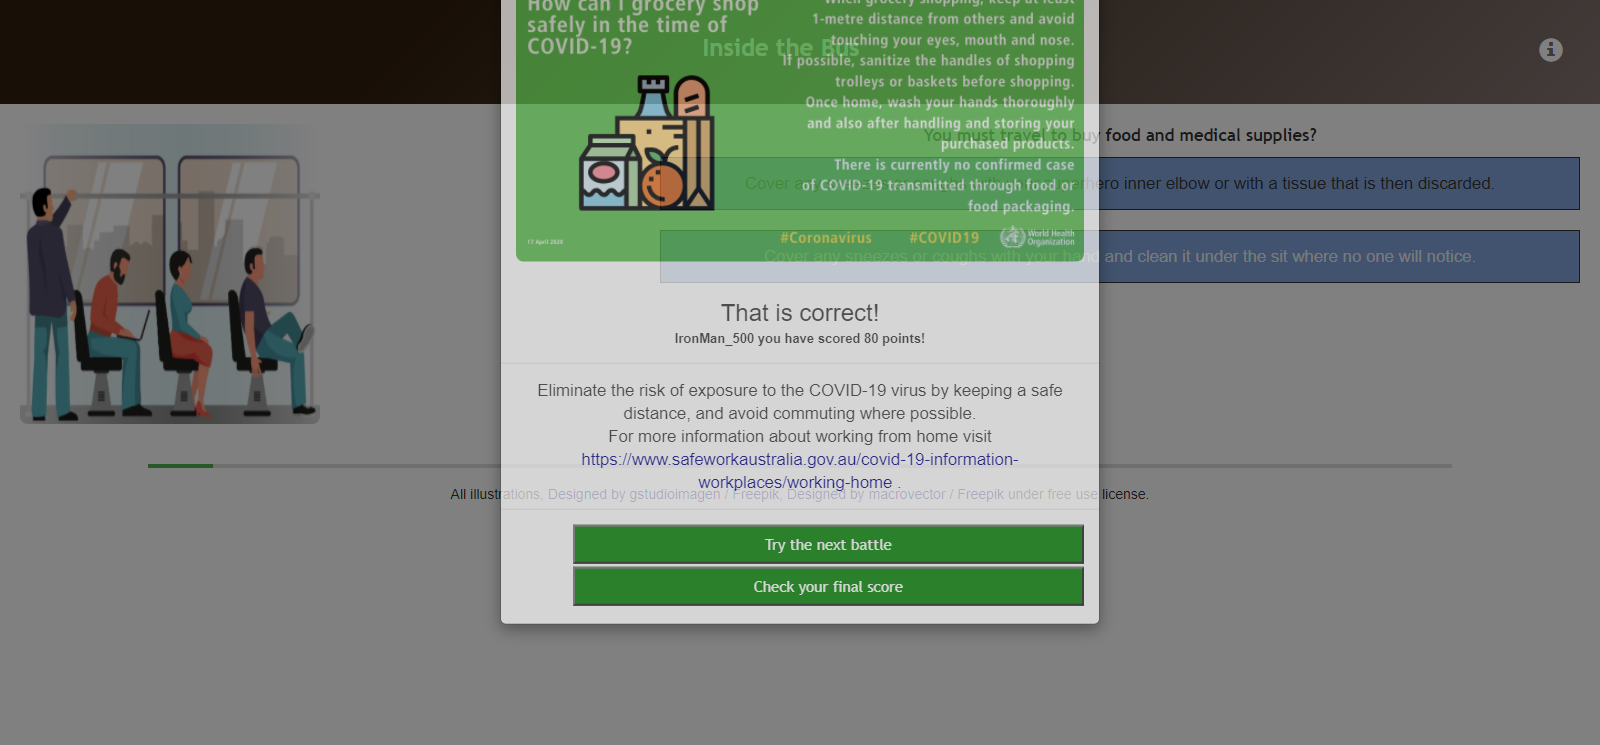 How can I grocery shop
safely in the time of
COVID-19?
When grocery shopping, keep at least
1-metre distance from others and avoid
touching your eyes, mouth and nose.
If possible, sanitize the handles of shopping
trolleys or baskets before shopping.
Once home, wash your hands thoroughly
and also after handling and storing your
purchased products.
There is currently no confirmed case
of COVID-19 transmitted through food or
food packaging.
17 April 2020
#Coronavirus #COVID19 World Health
Organization
Inside the Bus
You must travel to buy food and medical supplies?
Cover inner elbow or with a tissue that is then discarded.
Cover any sneezes or coughs with your hand and clean it under the sit where no one will notice.
That is correct!
IronMan_500 you have scored 80 points!
Eliminate the risk of exposure to the COVID-19 virus by keeping a safe
distance, and avoid commuting where possible.
For more information about working from home visit
https://www.safeworkaustralia.gov.au/covid-19-information-
workplaces/working-home .
All illustrations, Designed by gstudioimagen / Freepik, Designed by macrovector / Freepik under free use license.
Try the next battle
Check your final score